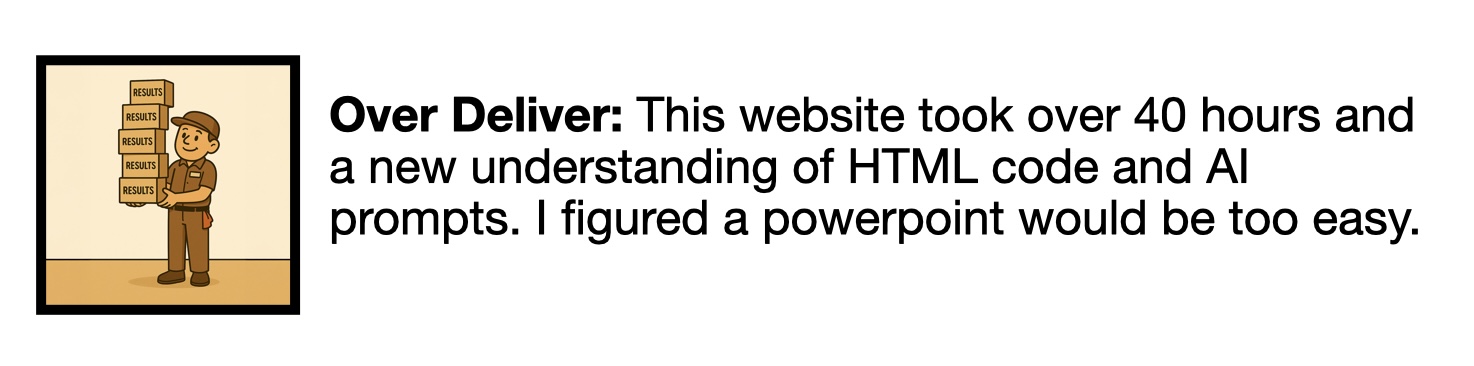 RESULTS
RESULTS
RESULTS
RESULTS
RESULTS
Over Deliver: This website took over 40 hours and
a new understanding of HTML code and AI
prompts. I figured a powerpoint would be too easy.